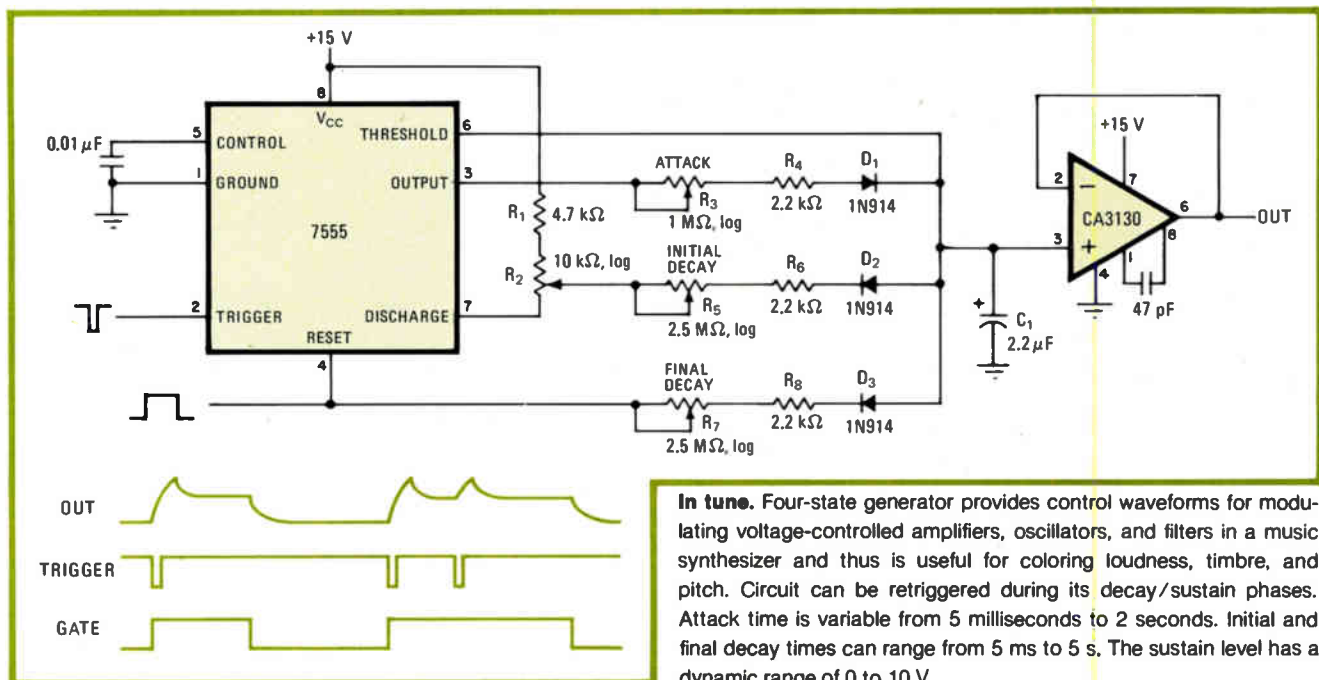 +15 V
8
VCC
5
CONTROL
THRESHOLD
6
0.01 µF
1
GROUND
OUTPUT
3
7555
2
TRIGGER
DISCHARGE
7
RESET
4
R1
4.7 kΩ
R2
10 kΩ, log
ATTACK
R3
1 MΩ, log
R4
2.2 kΩ
D1
1N914
INITIAL
DECAY
R5
2.5 MΩ, log
R6
2.2 kΩ
D2
1N914
FINAL
DECAY
R7
2.5 MΩ, log
R8
2.2 kΩ
D3
1N914
+
C1
2.2 µF
+15 V
2
−
7
CA3130
6
OUT
3
+
4
1
8
47 pF
OUT
TRIGGER
GATE
In tune. Four-state generator provides control waveforms for modu-
lating voltage-controlled amplifiers, oscillators, and filters in a music
synthesizer and thus is useful for coloring loudness, timbre, and
pitch. Circuit can be retriggered during its decay/sustain phases.
Attack time is variable from 5 milliseconds to 2 seconds. Initial and
final decay times can range from 5 ms to 5 s. The sustain level has a
dynamic range of 0 to 10 V.